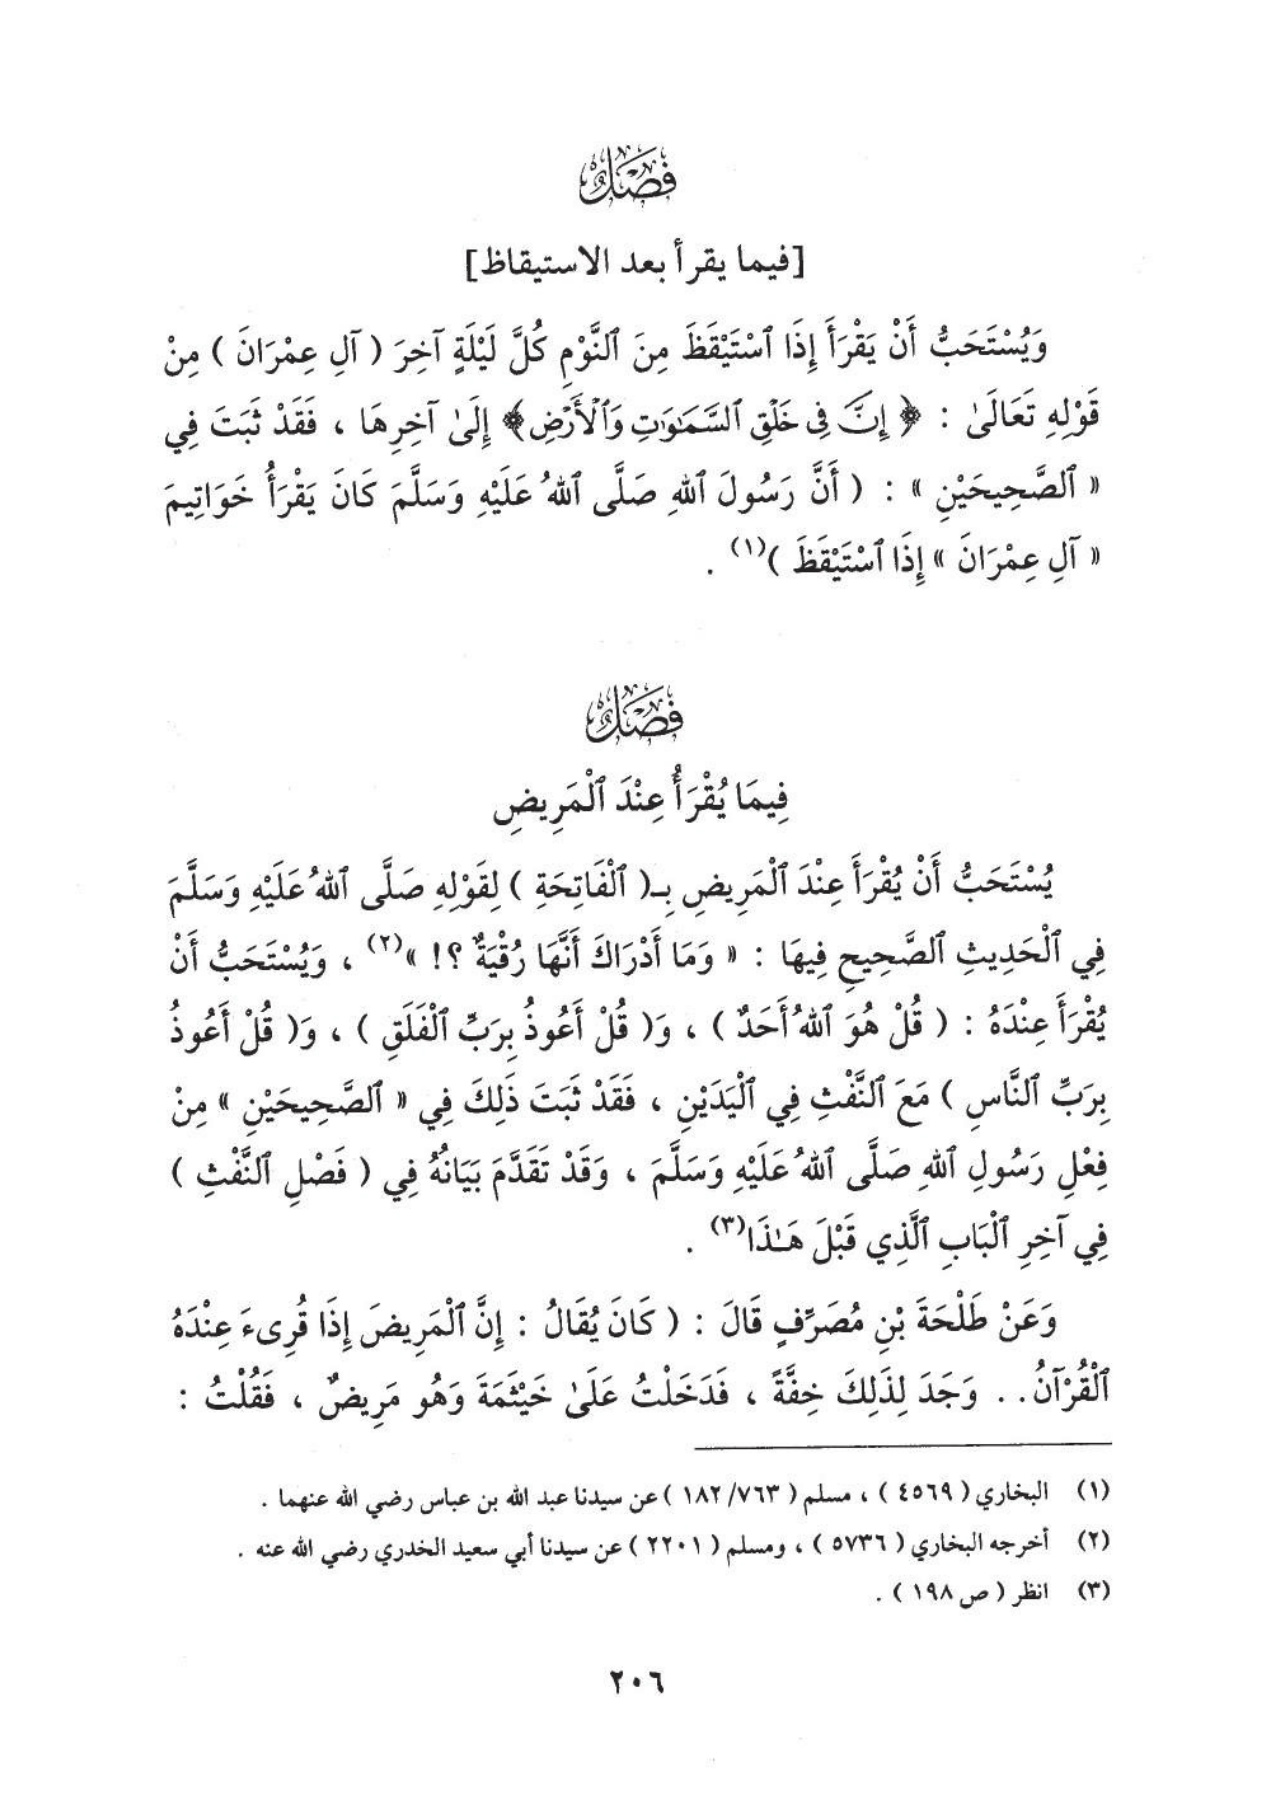 فَصْلٌ
[فيما يقرأ بعد الاستيقاظ]
وَيُسْتَحَبُّ أَنْ يَقْرَأَ إِذَا ٱسْتَيْقَظَ مِنَ ٱلنَّوْمِ كُلَّ لَيْلَةٍ آخِرَ ( آلِ عِمْرَانَ ) مِنْ
قَوْلِهِ تَعَالَىٰ : ﴿ إِنَّ فِى خَلْقِ ٱلسَّمَـٰوَٰتِ وَٱلْأَرْضِ﴾ إِلَىٰ آخِرِهَا ، فَقَدْ ثَبَتَ فِي
« ٱلصَّحِيحَيْنِ » : ( أَنَّ رَسُولَ ٱللهِ صَلَّى ٱللهُ عَلَيْهِ وَسَلَّمَ كَانَ يَقْرَأُ خَوَاتِيمَ
« آلِ عِمْرَانَ » إِذَا ٱسْتَيْقَظَ )(١) .
فَصْلٌ
فِيمَا يُقْرَأُ عِنْدَ ٱلْمَرِيضِ
يُسْتَحَبُّ أَنْ يُقْرَأَ عِنْدَ ٱلْمَرِيضِ بِـ( ٱلْفَاتِحَةِ ) لِقَوْلِهِ صَلَّى ٱللهُ عَلَيْهِ وَسَلَّمَ
فِي ٱلْحَدِيثِ ٱلصَّحِيحِ فِيهَا : « وَمَا أَدْرَاكَ أَنَّهَا رُقْيَةٌ ؟! »(٢) ، وَيُسْتَحَبُّ أَنْ
يُقْرَأَ عِنْدَهُ : ( قُلْ هُوَ ٱللهُ أَحَدٌ ) ، وَ( قُلْ أَعُوذُ بِرَبِّ ٱلْفَلَقِ ) ، وَ( قُلْ أَعُوذُ
بِرَبِّ ٱلنَّاسِ ) مَعَ ٱلنَّفْثِ فِي ٱلْيَدَيْنِ ، فَقَدْ ثَبَتَ ذَلِكَ فِي « ٱلصَّحِيحَيْنِ » مِنْ
فِعْلِ رَسُولِ ٱللهِ صَلَّى ٱللهُ عَلَيْهِ وَسَلَّمَ ، وَقَدْ تَقَدَّمَ بَيَانُهُ فِي ( فَصْلِ ٱلنَّفْثِ )
فِي آخِرِ ٱلْبَابِ ٱلَّذِي قَبْلَ هَـٰذَا(٣) .
وَعَنْ طَلْحَةَ بْنِ مُصَرِّفٍ قَالَ : ( كَانَ يُقَالُ : إِنَّ ٱلْمَرِيضَ إِذَا قُرِىءَ عِنْدَهُ
ٱلْقُرْآنُ . . وَجَدَ لِذَلِكَ خِفَّةً ، فَدَخَلْتُ عَلَىٰ خَيْثَمَةَ وَهُو مَرِيضٌ ، فَقُلْتُ :
(١) البخاري ( ٤٥٦٩ ) ، مسلم ( ٧٦٣/ ١٨٢ ) عن سيدنا عبد الله بن عباس رضي الله عنهما .
(٢) أخرجه البخاري ( ٥٧٣٦ ) ، ومسلم ( ٢٢٠١ ) عن سيدنا أبي سعيد الخدري رضي الله عنه .
(٣) انظر ( ص ١٩٨ ) .
٢٠٦